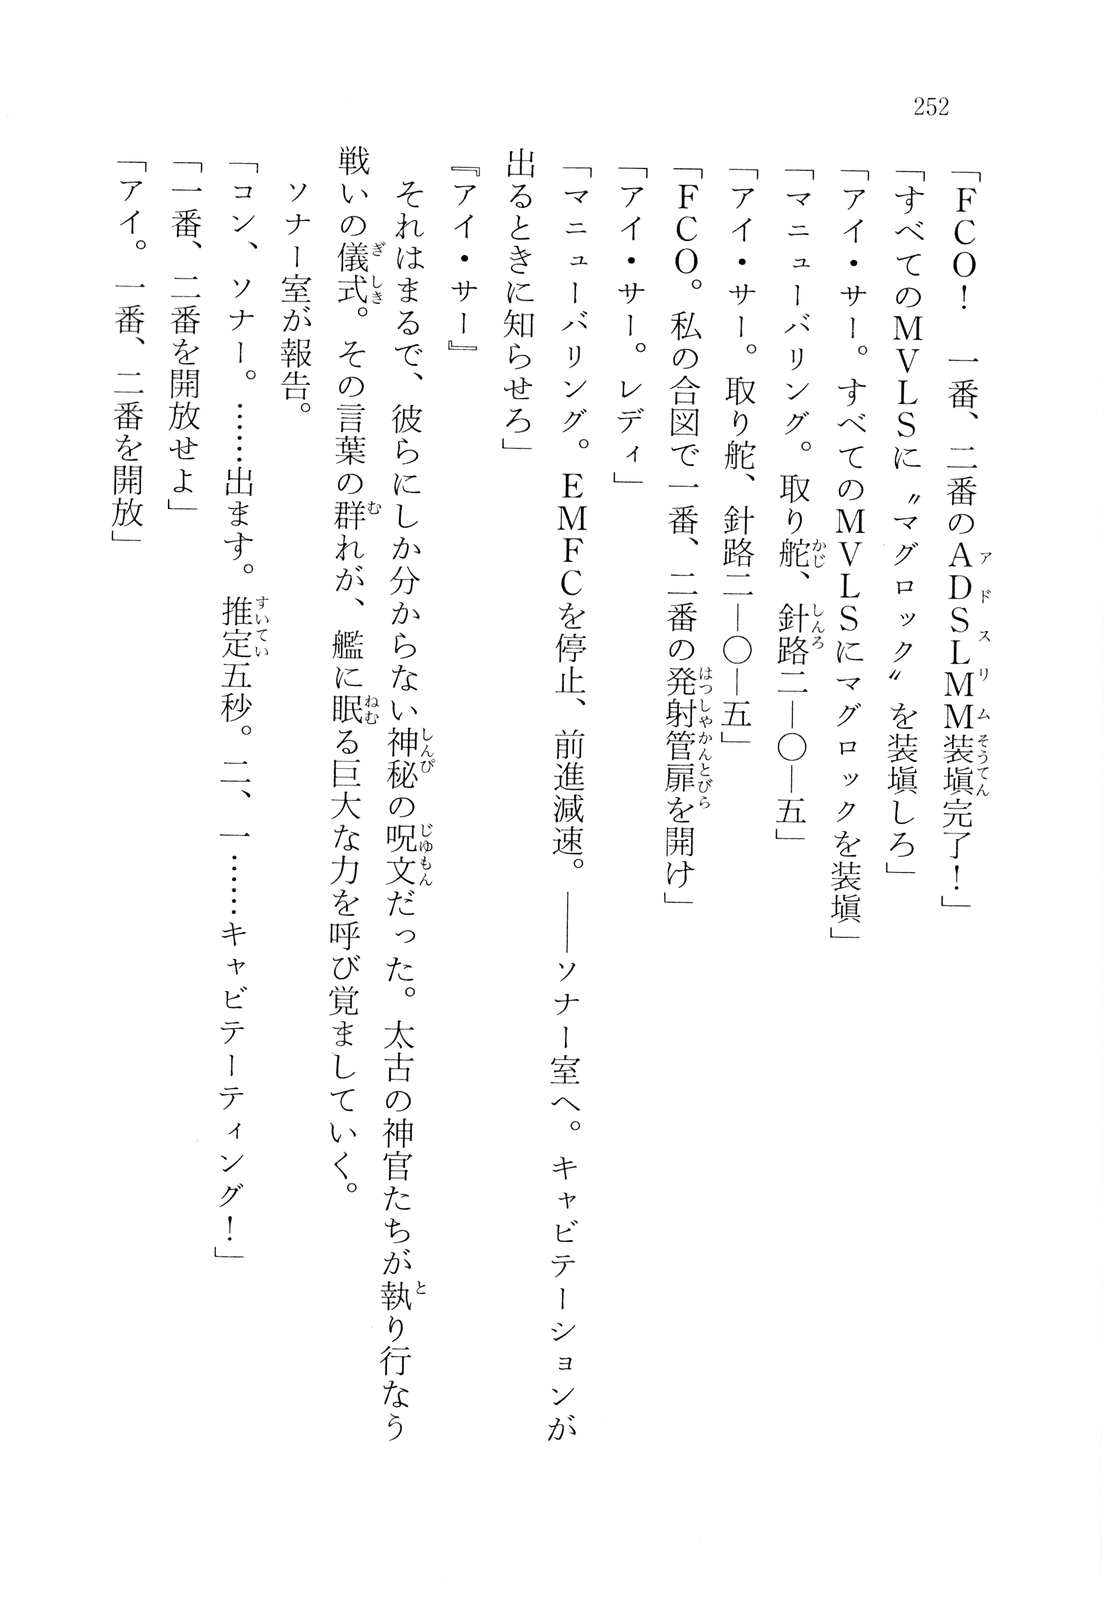 252
「FCO！　一番、二番のADSLMM装塡完了！」
「すべてのMVLSに〝マグロック〟を装塡しろ」
「アイ・サー。すべてのMVLSにマグロックを装塡」
「マニューバリング。取り舵、針路二―〇―五」
「アイ・サー。取り舵、針路二―〇―五」
「FCO。私の合図で一番、二番の発射管扉を開け」
「アイ・サー。レディ」
「マニューバリング。EMFCを停止、前進減速。――ソナー室へ。キャビテーションが
出るときに知らせろ」
『アイ・サー』
　それはまるで、彼らにしか分からない神秘の呪文だった。太古の神官たちが執り行なう
戦いの儀式。その言葉の群れが、艦に眠る巨大な力を呼び覚ましていく。
　ソナー室が報告。
「コン、ソナー。……出ます。推定五秒。二、一……キャビテーティング！」
「一番、二番を開放せよ」
「アイ。一番、二番を開放」